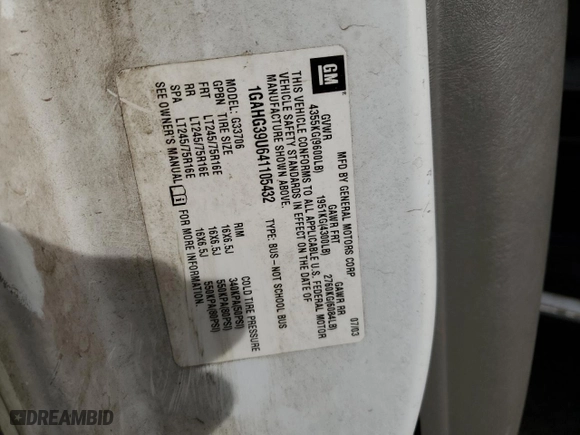 GM
MFD BY GENERAL MOTORS CORP
07/03
GVWR GAWR FRT GAWR RR
4355KG(9600LB) 1951KG(4300LB) 2760KG(6084LB)
THIS VEHICLE CONFORMS TO ALL APPLICABLE U.S. FEDERAL MOTOR
VEHICLE SAFETY STANDARDS IN EFFECT ON THE DATE OF
MANUFACTURE SHOWN ABOVE.
1GAHG39U641105432 TYPE: BUS-NOT SCHOOL BUS
MODEL: G33706
GPBN TIRE SIZE RIM COLD TIRE PRESSURE
FRT LT245/75R16E 16X6.5J 340KPA(50PSI)
RR LT245/75R16E 16X6.5J 550KPA(80PSI)
SPA LT245/75R16E 16X6.5J 550KPA(80PSI)
SEE OWNER'S MANUAL i FOR MORE INFORMATION
DREAMBID